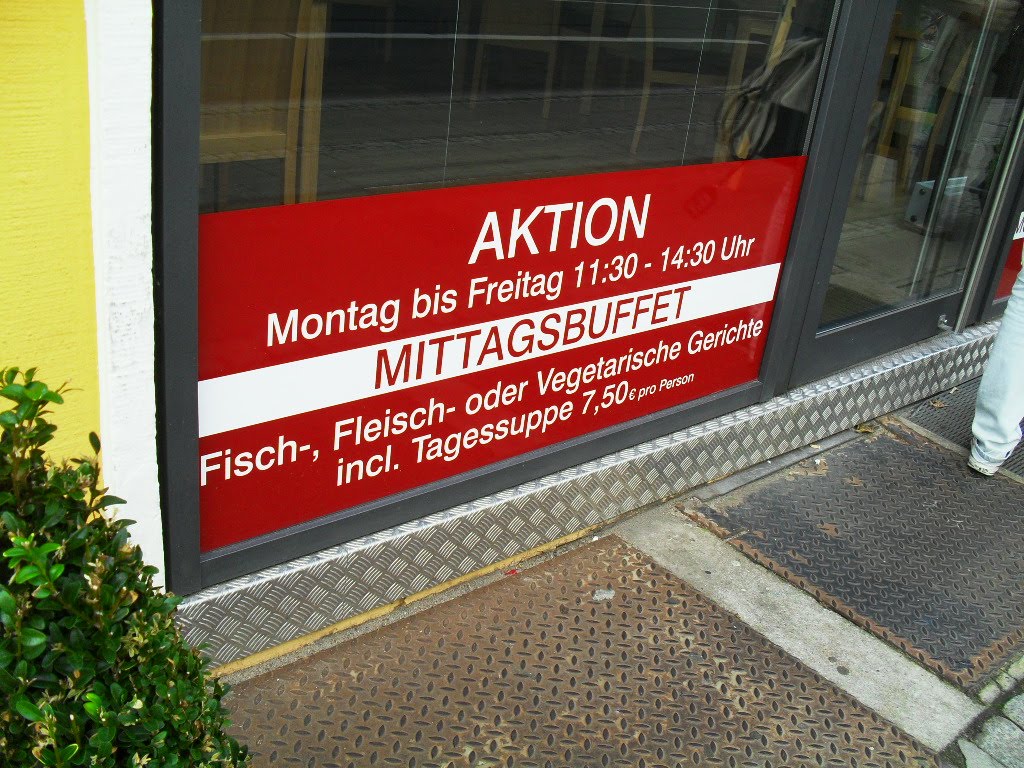 AKTION
Montag bis Freitag 11:30 - 14:30 Uhr
MITTAGSBUFFET
Fisch-, Fleisch- oder Vegetarische Gerichte
incl. Tagessuppe 7,50 € pro Person